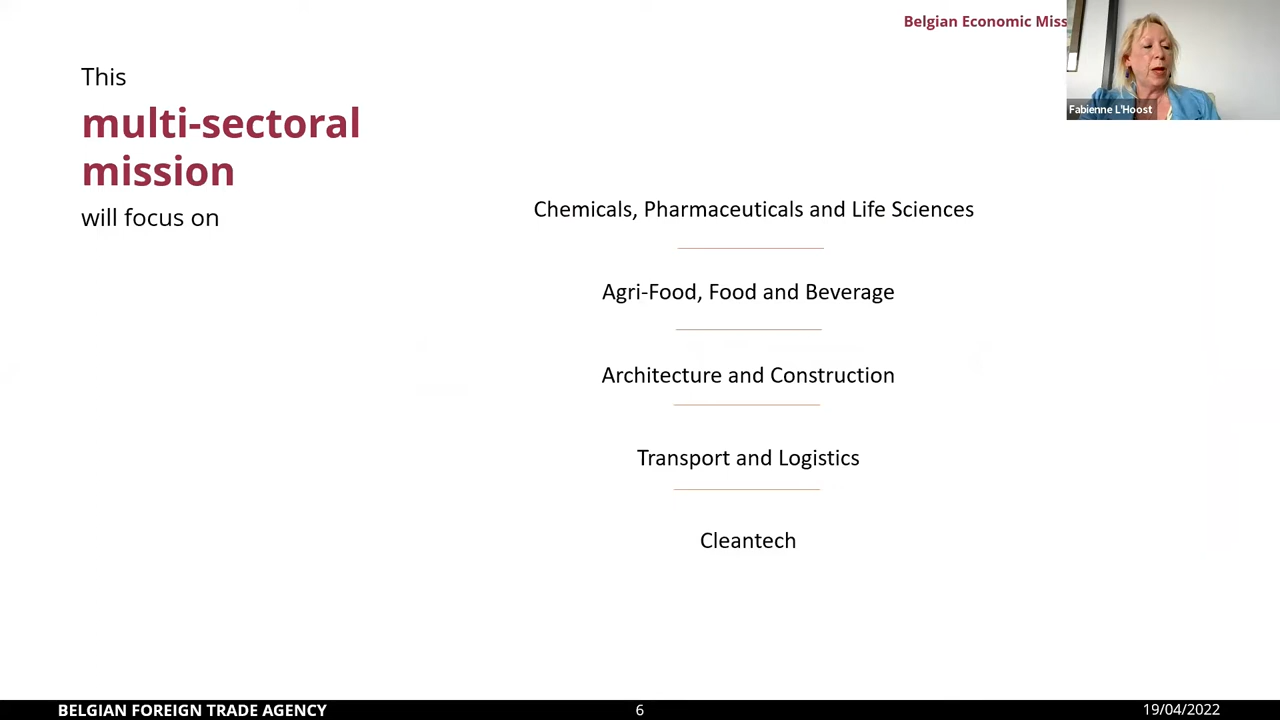 Belgian Economic Miss
Fabienne L'Hoost
This
multi-sectoral
mission
will focus on
Chemicals, Pharmaceuticals and Life Sciences
Agri-Food, Food and Beverage
Architecture and Construction
Transport and Logistics
Cleantech
BELGIAN FOREIGN TRADE AGENCY
6
19/04/2022